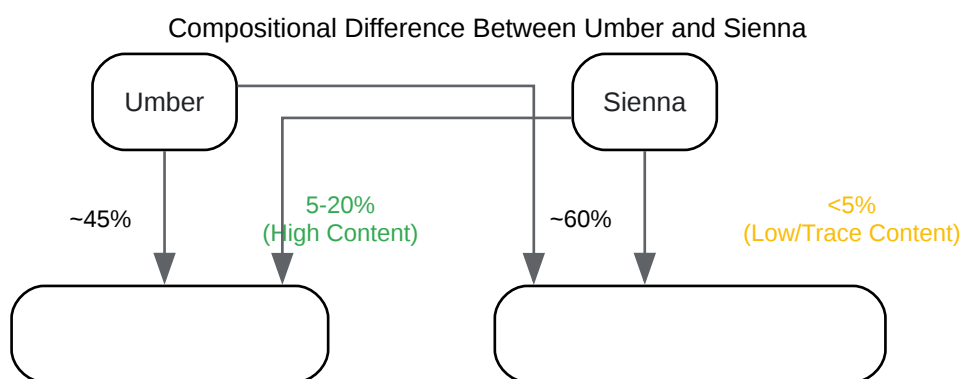 Compositional Difference Between Umber and Sienna
Umber
Sienna
~45%
5-20%
(High Content)
~60%
<5%
(Low/Trace Content)